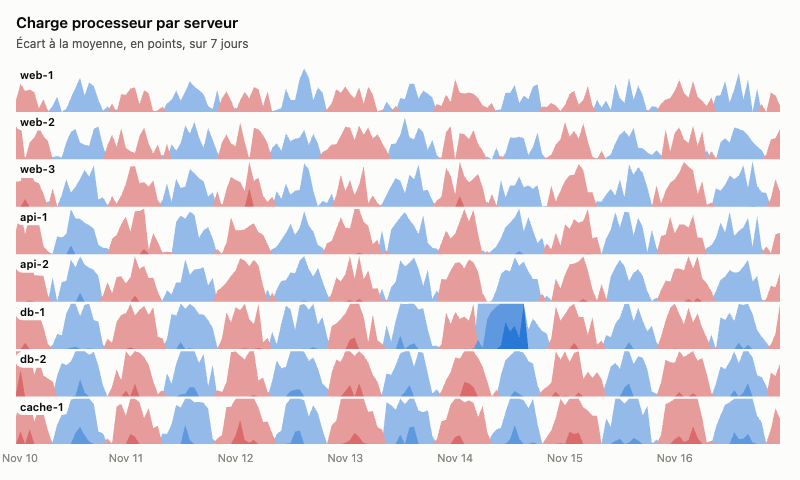 Charge processeur par serveur
Écart à la moyenne, en points, sur 7 jours
web-1
web-2
web-3
api-1
api-2
db-1
db-2
cache-1
Nov 10 Nov 11 Nov 12 Nov 13 Nov 14 Nov 15 Nov 16